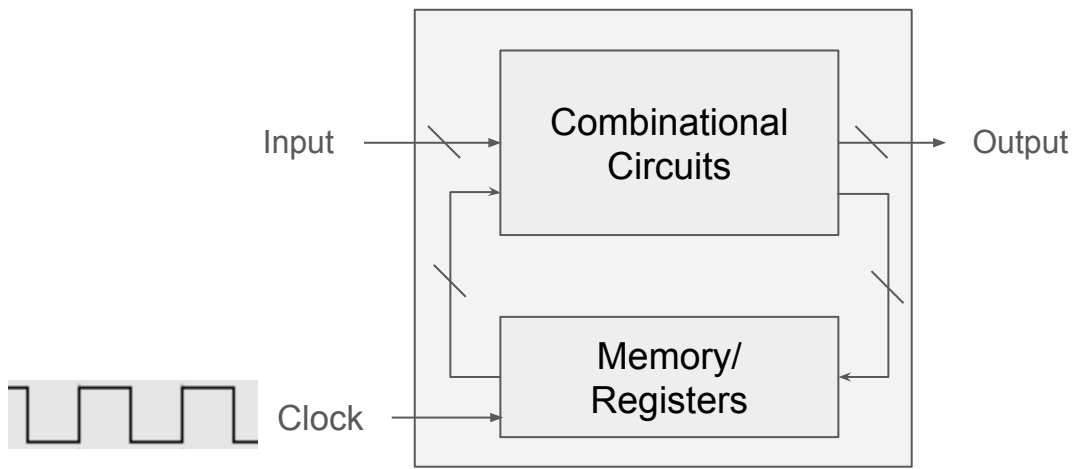 Combinational
Circuits
Input
Output
Memory/
Registers
Clock